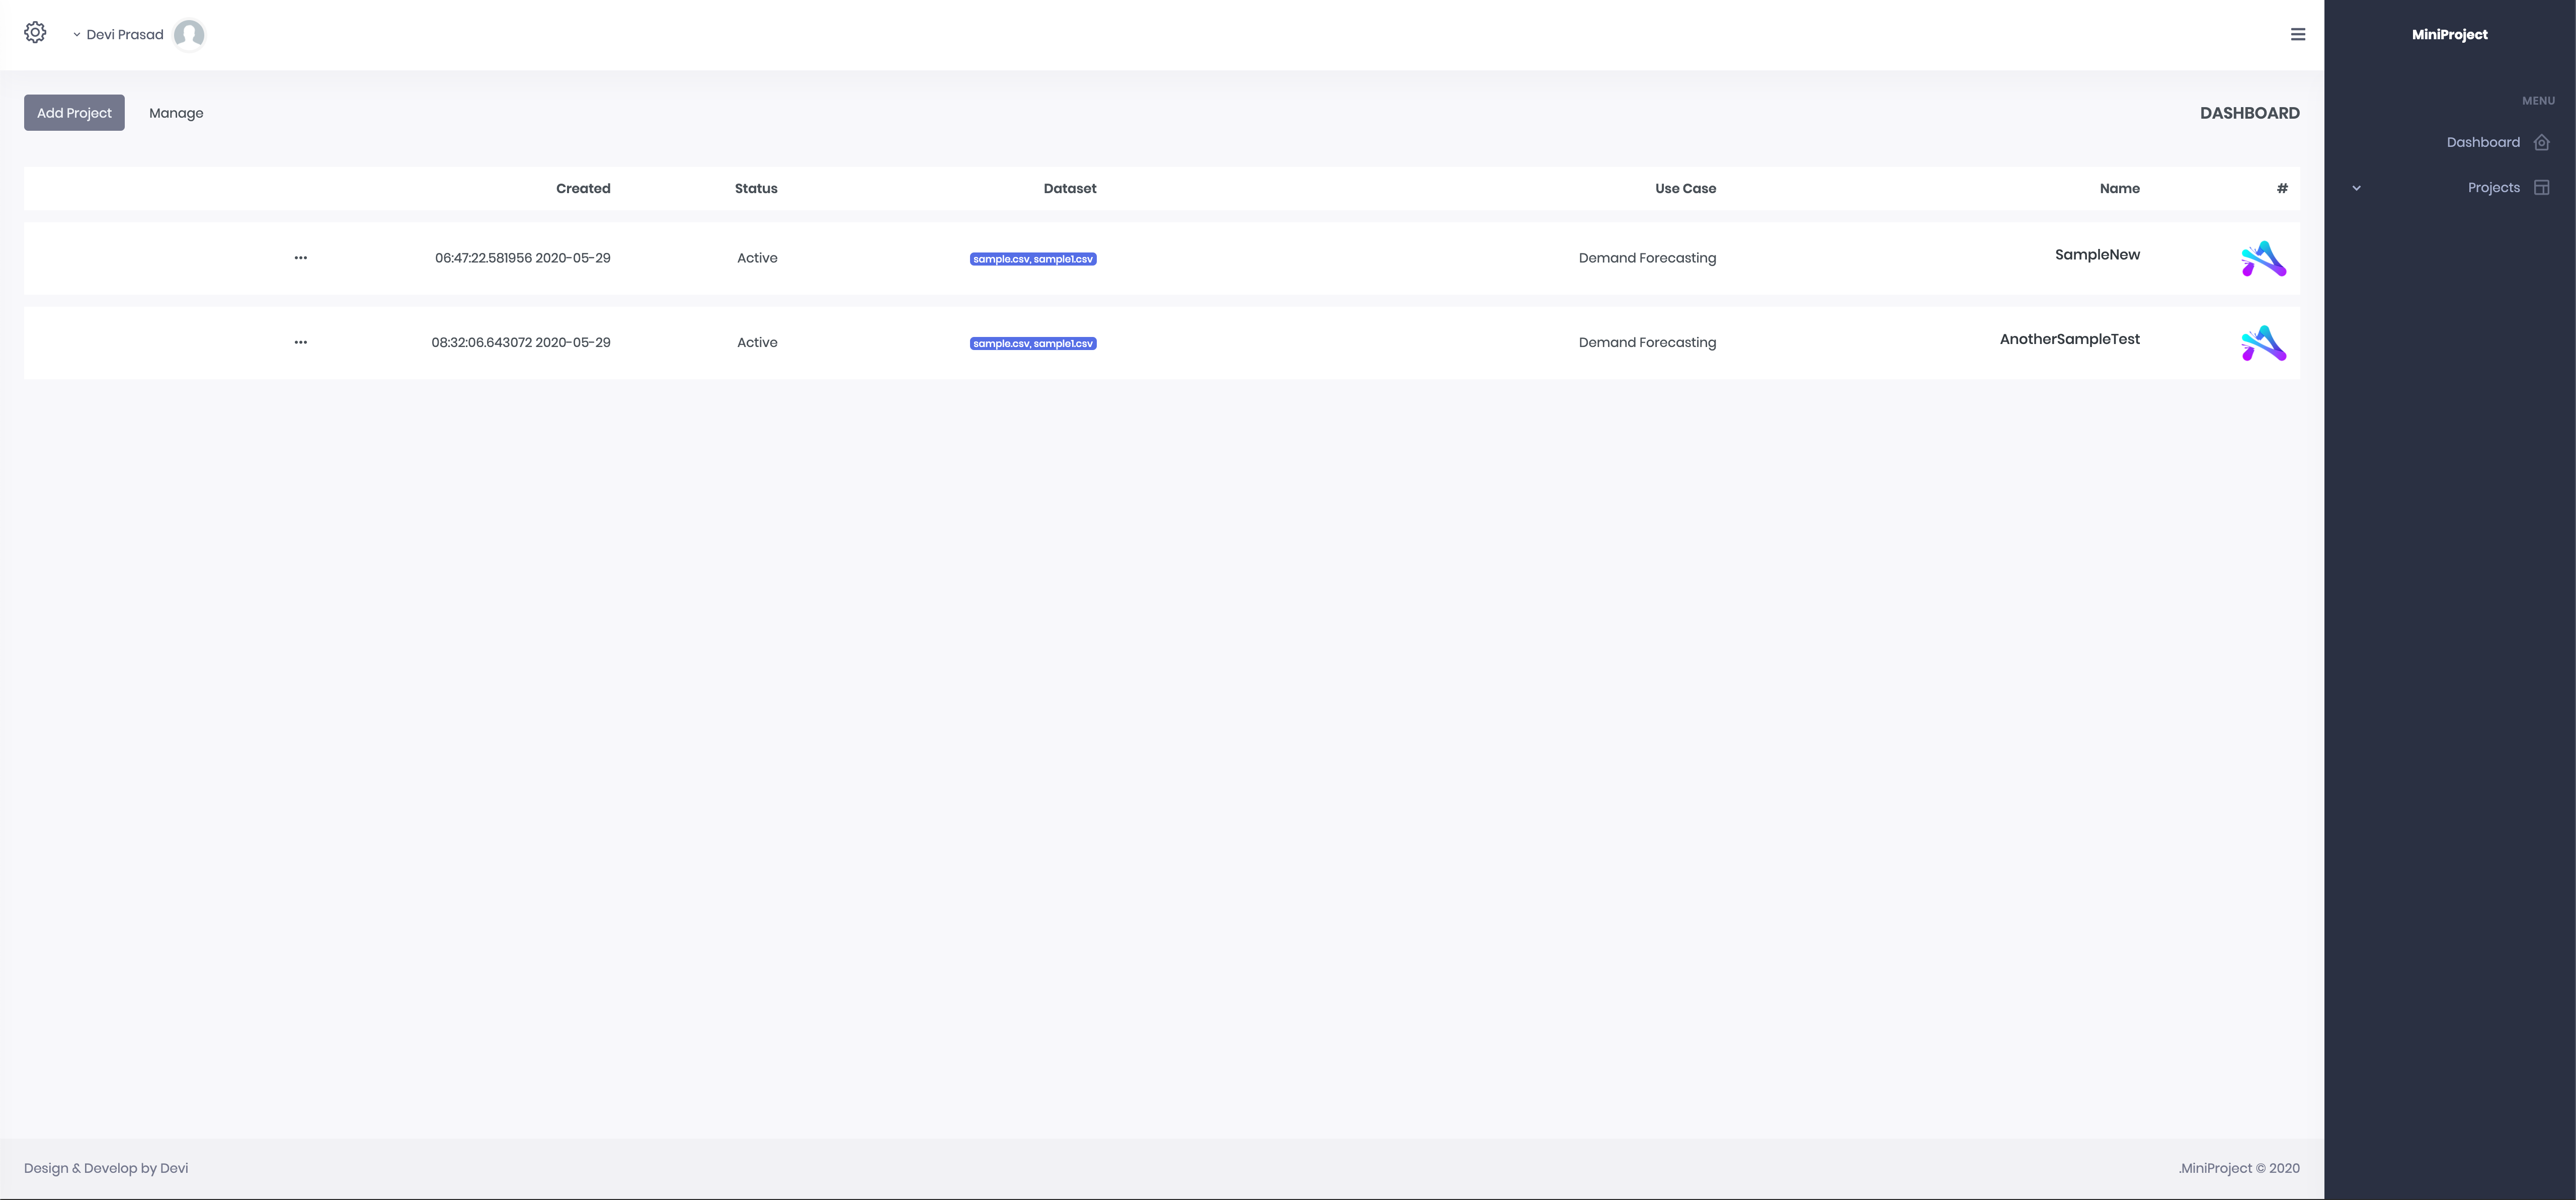 Devi Prasad
MiniProject
MENU
Dashboard
Projects
DASHBOARD
Add Project
Manage
# Name Use Case Dataset Status Created
SampleNew Demand Forecasting sample.csv, sample1.csv Active 06:47:22.581956 2020-05-29
AnotherSampleTest Demand Forecasting sample.csv, sample1.csv Active 08:32:06.643072 2020-05-29
.MiniProject © 2020
Design & Develop by Devi